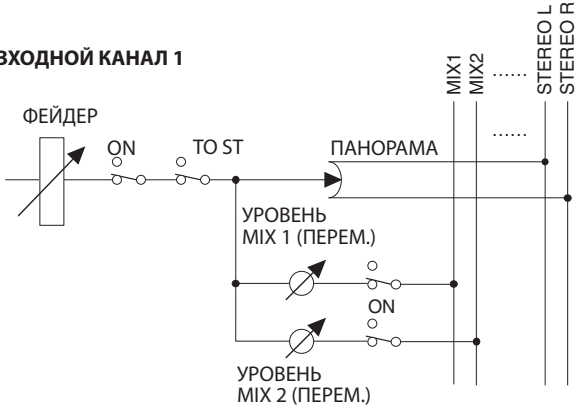 ВХОДНОЙ КАНАЛ 1
MIX1
MIX2
......
STEREO L
STEREO R
......
ФЕЙДЕР
ON
TO ST
ПАНОРАМА
УРОВЕНЬ
MIX 1 (ПЕРЕМ.)
ON
УРОВЕНЬ
MIX 2 (ПЕРЕМ.)